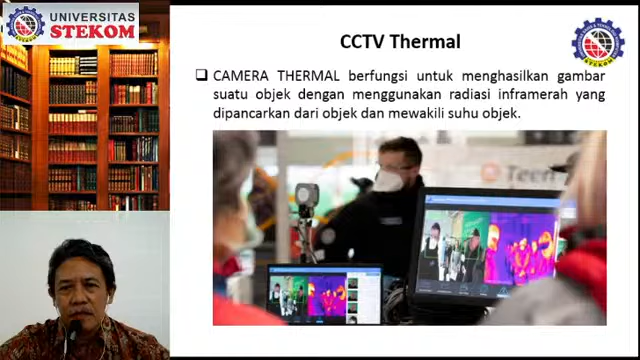 UNIVERSITAS
STEKOM
CCTV Thermal
CAMERA THERMAL berfungsi untuk menghasilkan gambar
suatu objek dengan menggunakan radiasi inframerah yang
dipancarkan dari objek dan mewakili suhu objek.